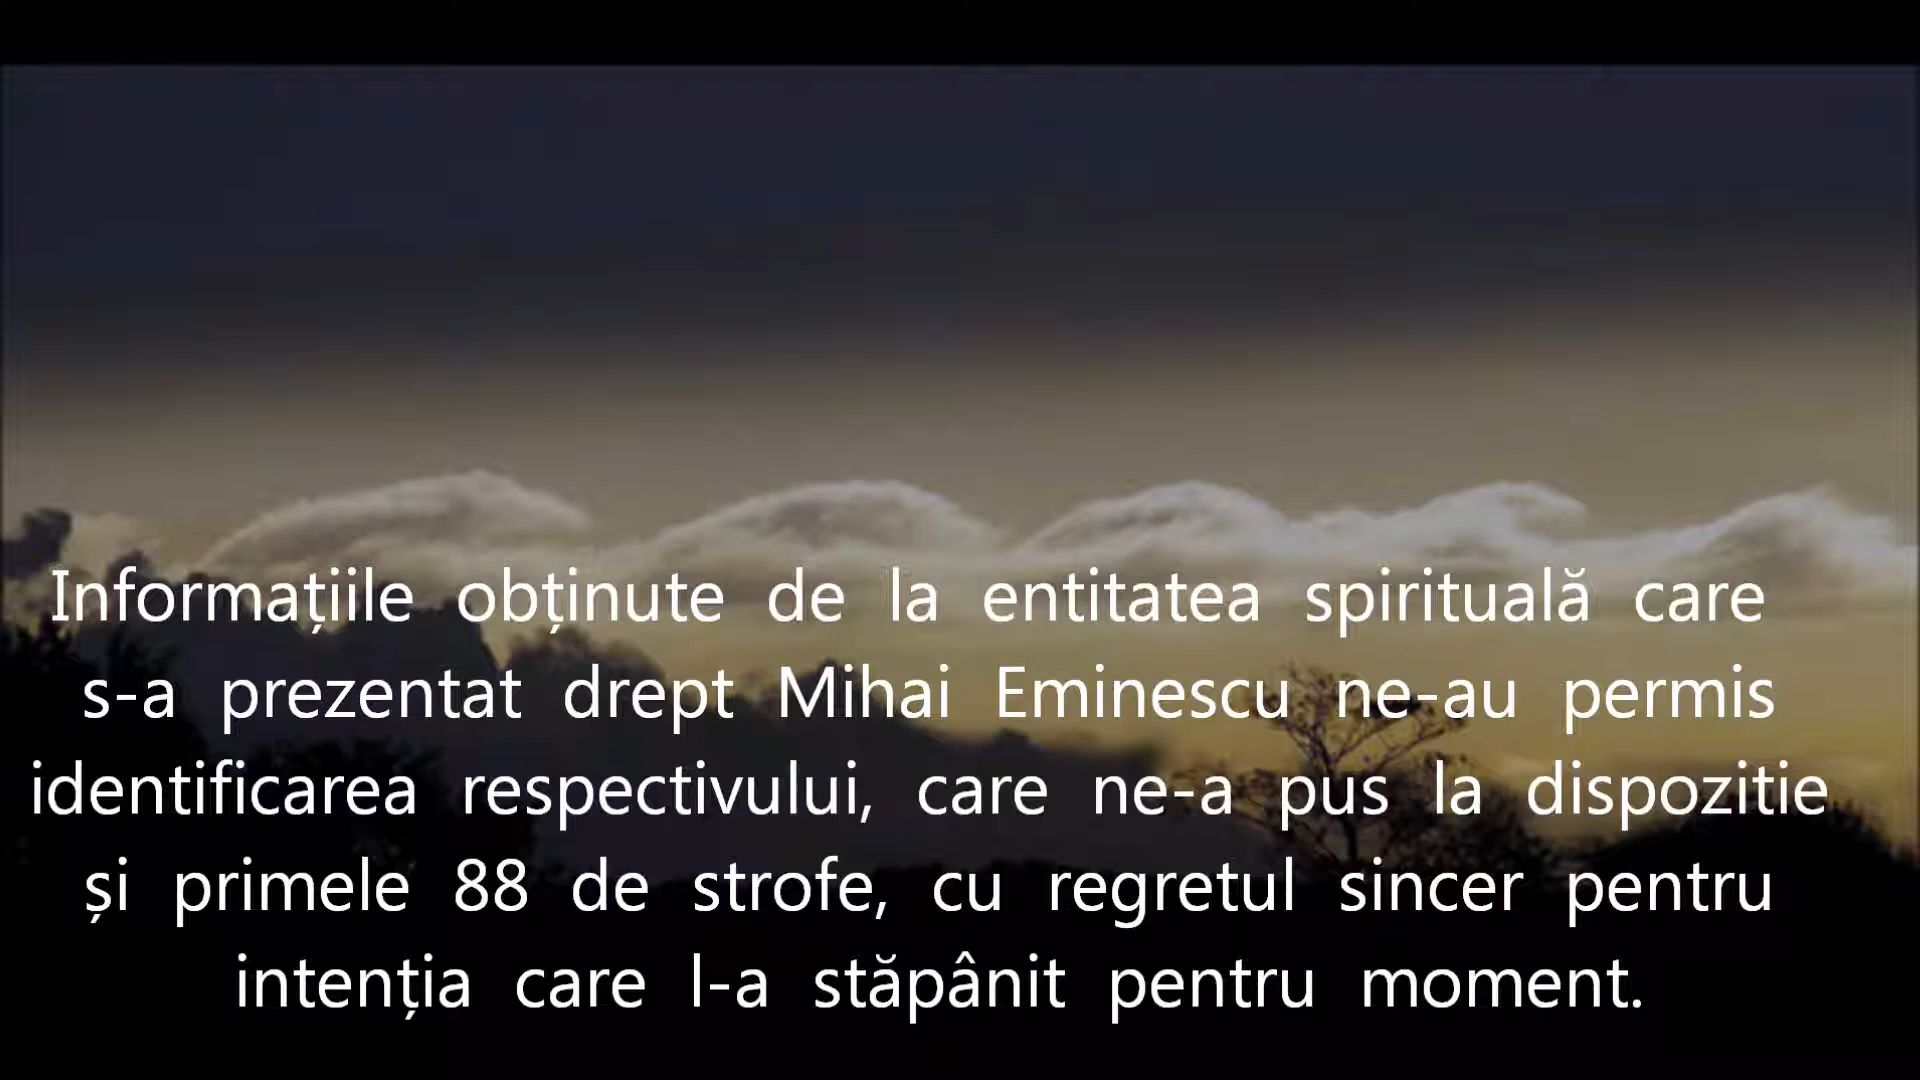 Informațiile obținute de la entitatea spirituală care
s-a prezentat drept Mihai Eminescu ne-au permis
identificarea respectivului, care ne-a pus la dispozitie
și primele 88 de strofe, cu regretul sincer pentru
intenția care l-a stăpânit pentru moment.